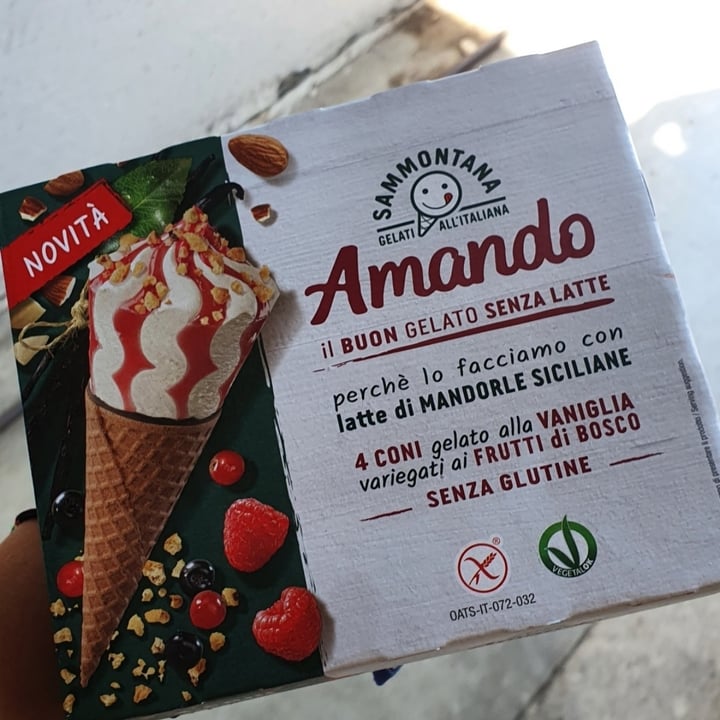 NOVITÀ
SAMMONTANA
GELATI ALL'ITALIANA
Amando
il BUON GELATO SENZA LATTE
perchè lo facciamo con
latte di MANDORLE SICILIANE
4 CONI gelato alla VANIGLIA
variegati ai FRUTTI di BOSCO
SENZA GLUTINE
OATS-IT-072-032
VEGETALOK